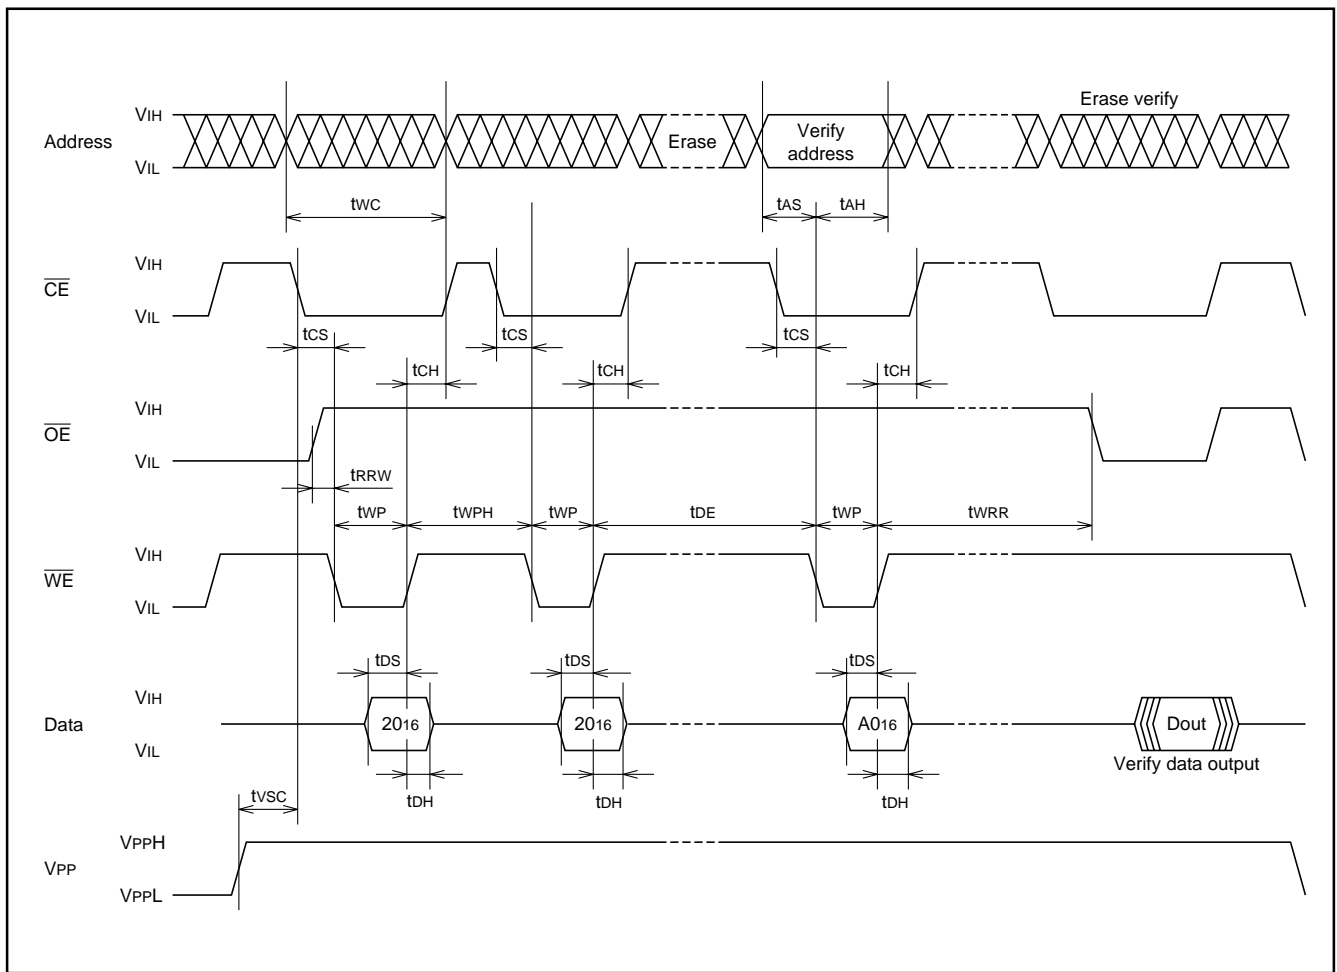 Erase verify
VIH
Address
Erase
Verify
address
VIL
tWC
tAS
tAH
VIH
CE
VIL
tCS
tCS
tCS
tCH
tCH
tCH
VIH
OE
VIL
tRRW
tWP
tWPH
tWP
tDE
tWP
tWRR
VIH
WE
VIL
tDS
tDS
tDS
VIH
Data
2016
2016
A016
Dout
VIL
Verify data output
tVSC
tDH
tDH
tDH
VPPH
VPP
VPPL